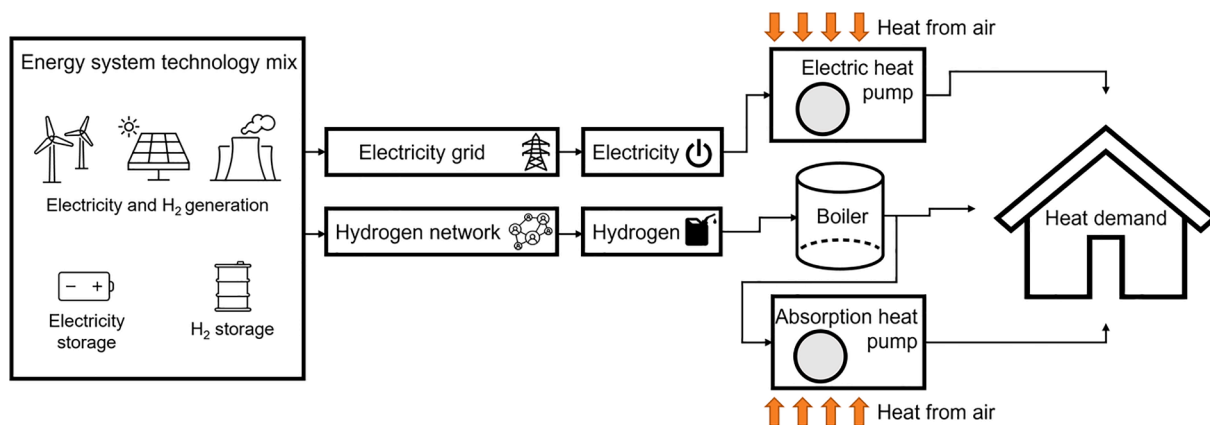 Energy system technology mix
Electricity and H₂ generation
Electricity
storage
H₂ storage
Electricity grid
Electricity
Hydrogen network
Hydrogen
Heat from air
Electric heat
pump
Boiler
Absorption heat
pump
Heat from air
Heat demand